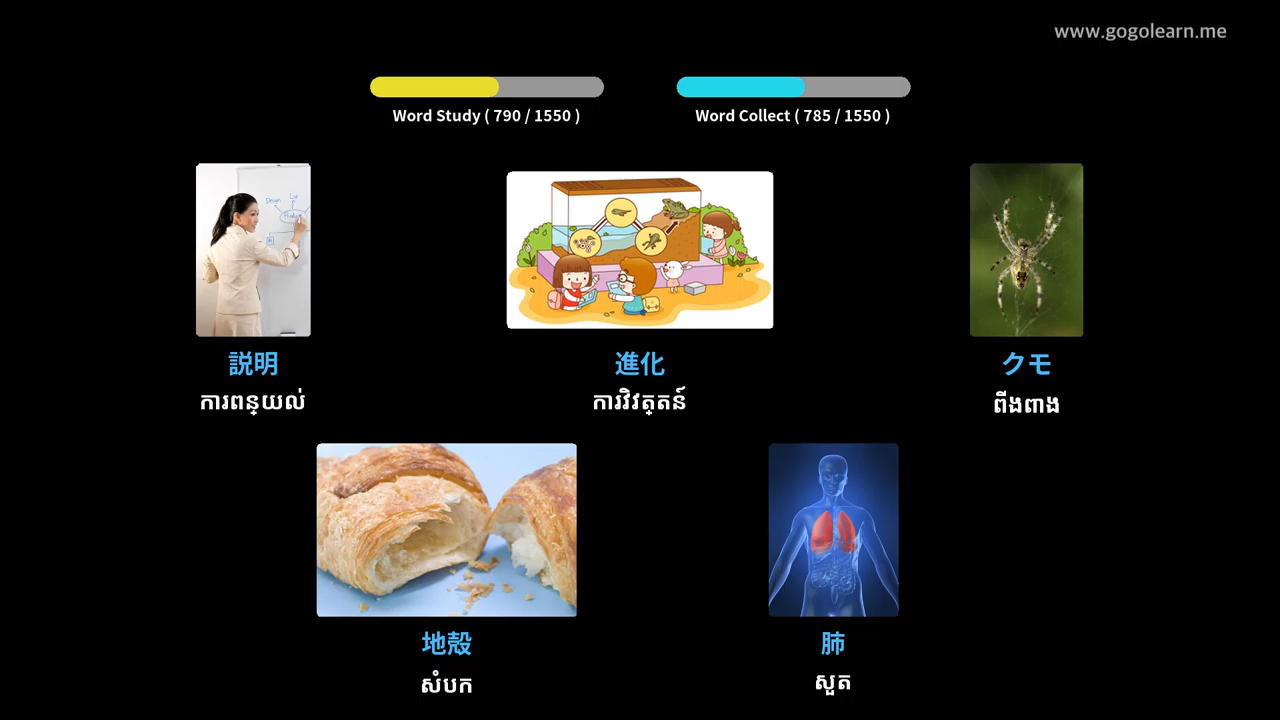 www.gogolearn.me
Word Study ( 790 / 1550 )
Word Collect ( 785 / 1550 )
説明
ការពន្យល់
進化
ការវិវត្តន៍
クモ
ពីងពាង
地殻
សំបក
肺
សួត